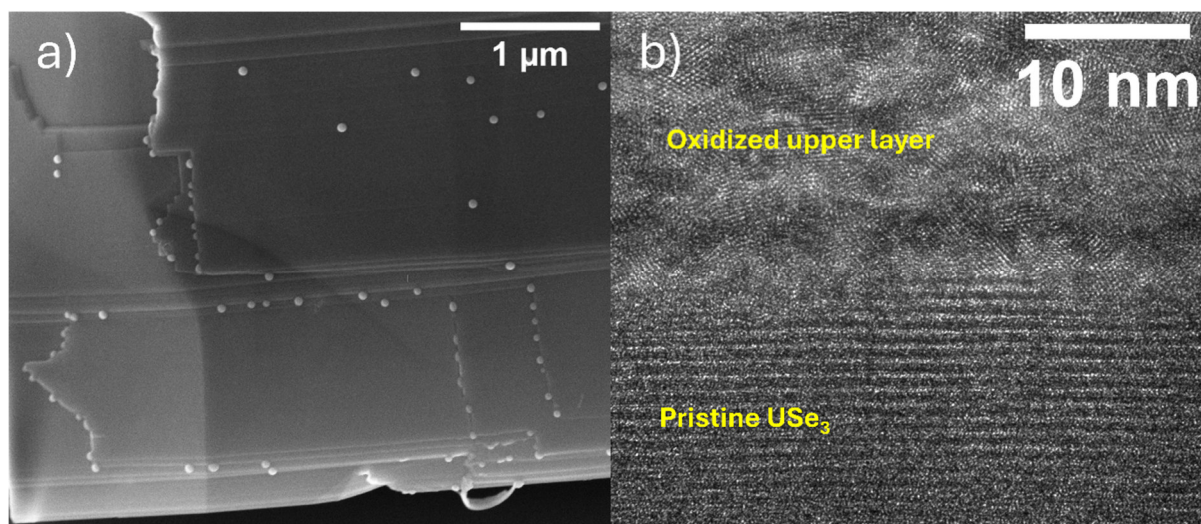 a)
1 µm
b)
10 nm
Oxidized upper layer
Pristine USe₃